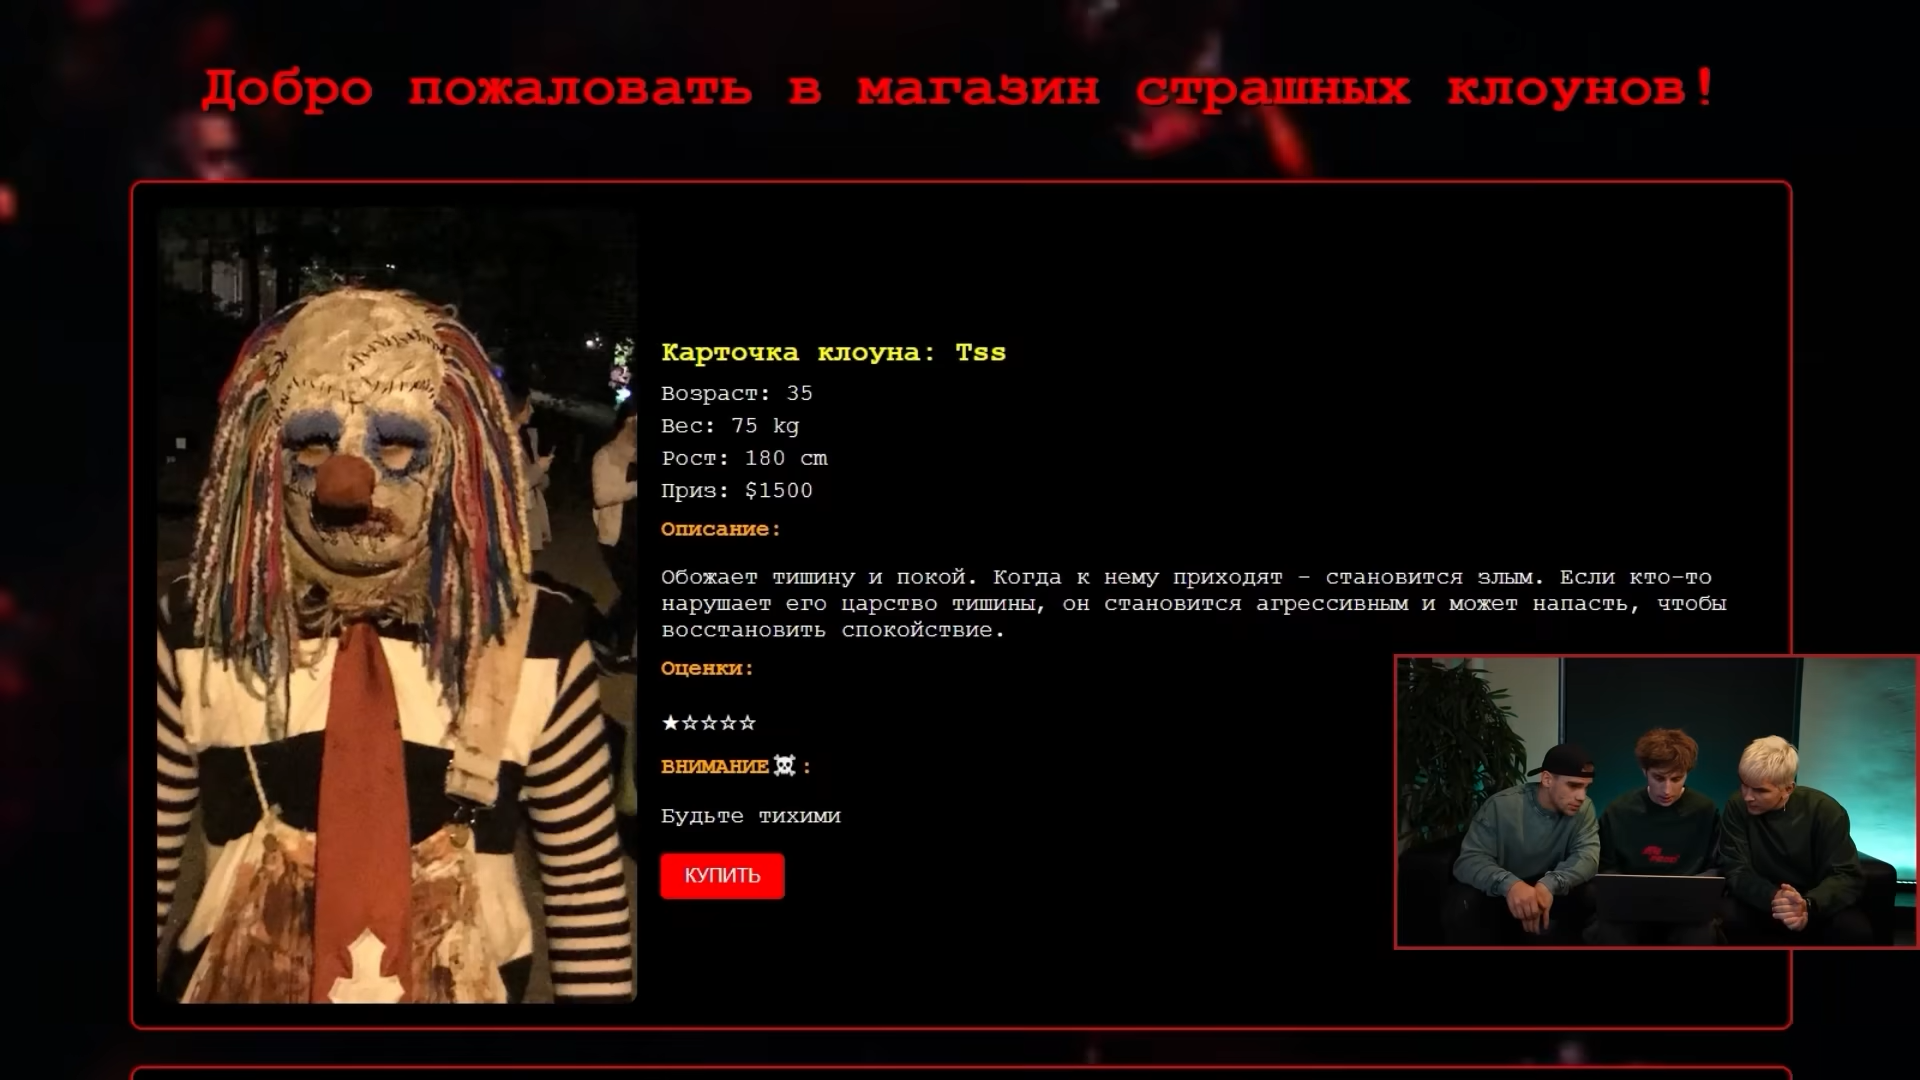 Добро пожаловать в магазин страшных клоунов!
Карточка клоуна: Tss
Возраст: 35
Вес: 75 kg
Рост: 180 cm
Приз: $1500
Описание:
Обожает тишину и покой. Когда к нему приходят – становится злым. Если кто-то
нарушает его царство тишины, он становится агрессивным и может напасть, чтобы
восстановить спокойствие.
Оценки:
★☆☆☆☆
ВНИМАНИЕ☠:
Будьте тихими
КУПИТЬ